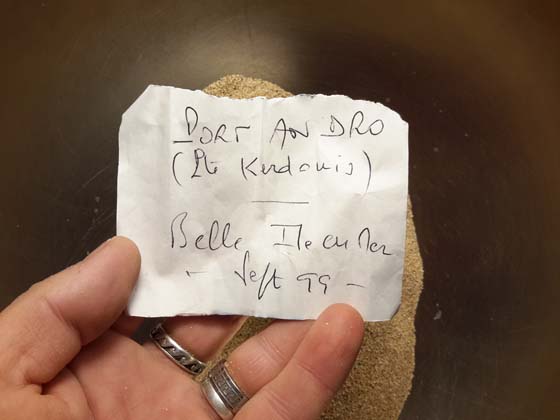 PORT AN DRO
(Pte Kerdonis)
Belle Ile en Mer
- Sept 99 -